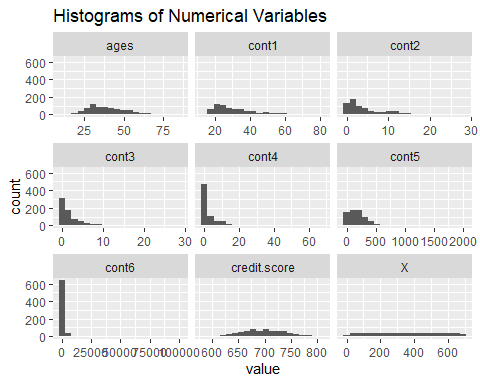 Histograms of Numerical Variables
ages cont1 cont2
600
400
200
0
25 50 75 20 40 60 80 0 10 20 30
cont3 cont4 cont5
600
400
200
0
0 10 20 30 0 20 40 60 0 500 1000 1500 2000
cont6 credit.score X
600
400
200
0
0 25000 50000 75000 100000 600 650 700 750 800 0 200 400 600
count
value